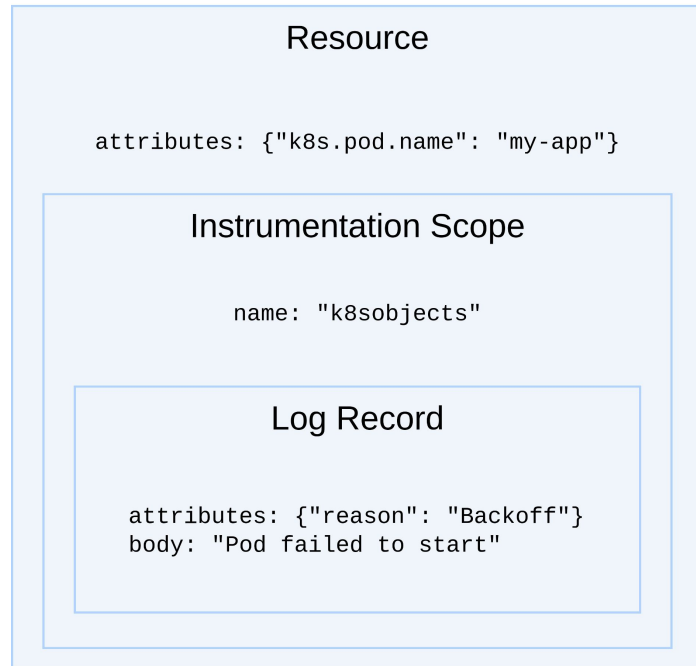 Resource
attributes: {"k8s.pod.name": "my-app"}
Instrumentation Scope
name: "k8sobjects"
Log Record
attributes: {"reason": "Backoff"}
body: "Pod failed to start"